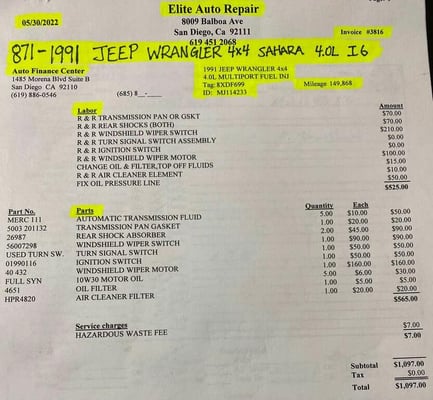 Elite Auto Repair
8009 Balboa Ave
San Diego, Ca 92111
619 451 2068
05/30/2022
Invoice #3816
871-1991 JEEP WRANGLER 4x4 SAHARA 4.0L I6
Auto Finance Center
1485 Morena Blvd Suite B
San Diego CA 92110
(619) 886-0546 (685) 8__-____
1991 JEEP WRANGLER 4x4
4.0L MULTIPORT FUEL INJ
Tag: 8XDF699
ID: MJ114233
Mileage 149,868
Labor Amount
R & R TRANSMISSION PAN OR GSKT $70.00
R & R REAR SHOCKS (BOTH) $70.00
R & R WINDSHIELD WIPER SWITCH $210.00
R & R TURN SIGNAL SWITCH ASSEMBLY $0.00
R & R IGNITION SWITCH $0.00
R & R WINDSHIELD WIPER MOTOR $100.00
CHANGE OIL & FILTER,TOP OFF FLUIDS $15.00
R & R AIR CLEANER ELEMENT $10.00
FIX OIL PRESSURE LINE $50.00
$525.00
Part No. Parts Quantity Each
MERC 111 AUTOMATIC TRANSMISSION FLUID 5.00 $10.00 $50.00
5003 201132 TRANSMISSION PAN GASKET 1.00 $20.00 $20.00
26987 REAR SHOCK ABSORBER 2.00 $45.00 $90.00
56007298 WINDSHIELD WIPER SWITCH 1.00 $90.00 $90.00
USED TURN SW. TURN SIGNAL SWITCH 1.00 $50.00 $50.00
01990116 IGNITION SWITCH 1.00 $50.00 $50.00
40 432 WINDSHIELD WIPER MOTOR 1.00 $160.00 $160.00
FULL SYN 10W30 MOTOR OIL 5.00 $6.00 $30.00
4651 OIL FILTER 1.00 $5.00 $5.00
HPR4820 AIR CLEANER FILTER 1.00 $20.00 $20.00
$565.00
Service charges
HAZARDOUS WASTE FEE $7.00
$7.00
Subtotal $1,097.00
Tax $0.00
Total $1,097.00